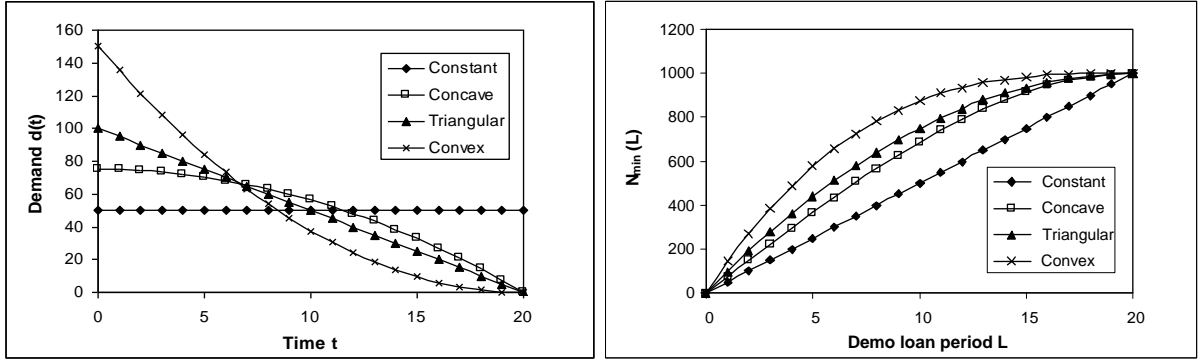 160
140
120
100
80
60
40
20
0
Demand d(t)
0 5 10 15 20
Time t
Constant
Concave
Triangular
Convex
1200
1000
800
600
400
200
0
Nmin (L)
0 5 10 15 20
Demo loan period L
Constant
Concave
Triangular
Convex